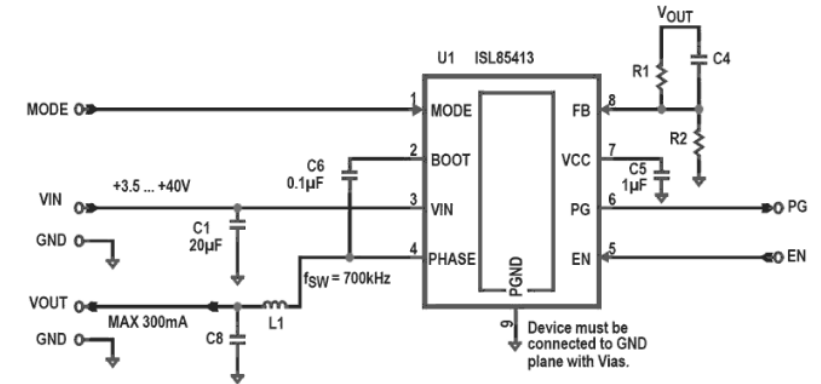 VOUT
U1 ISL85413
R1
C4
MODE
1
MODE
FB
8
R2
2
BOOT
VCC
7
C6
0.1µF
C5
1µF
VIN
+3.5 ... +40V
3
VIN
PG
6
PG
GND
C1
20µF
4
PHASE
EN
5
EN
fSW = 700kHz
PGND
VOUT
MAX 300mA
L1
C8
GND
9
Device must be
connected to GND
plane with Vias.